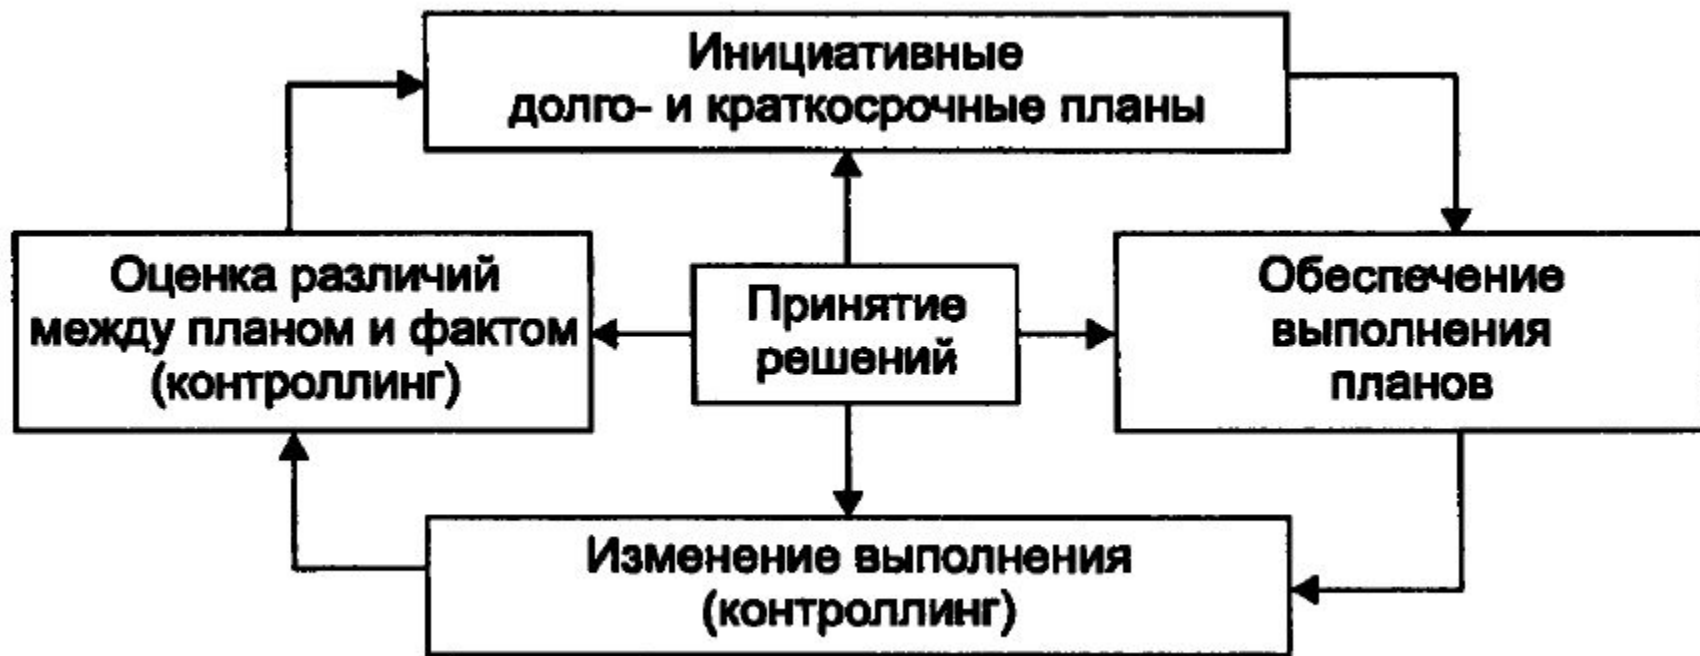 Инициативные
долго- и краткосрочные планы
Оценка различий
между планом и фактом
(контроллинг)
Принятие
решений
Обеспечение
выполнения
планов
Изменение выполнения
(контроллинг)